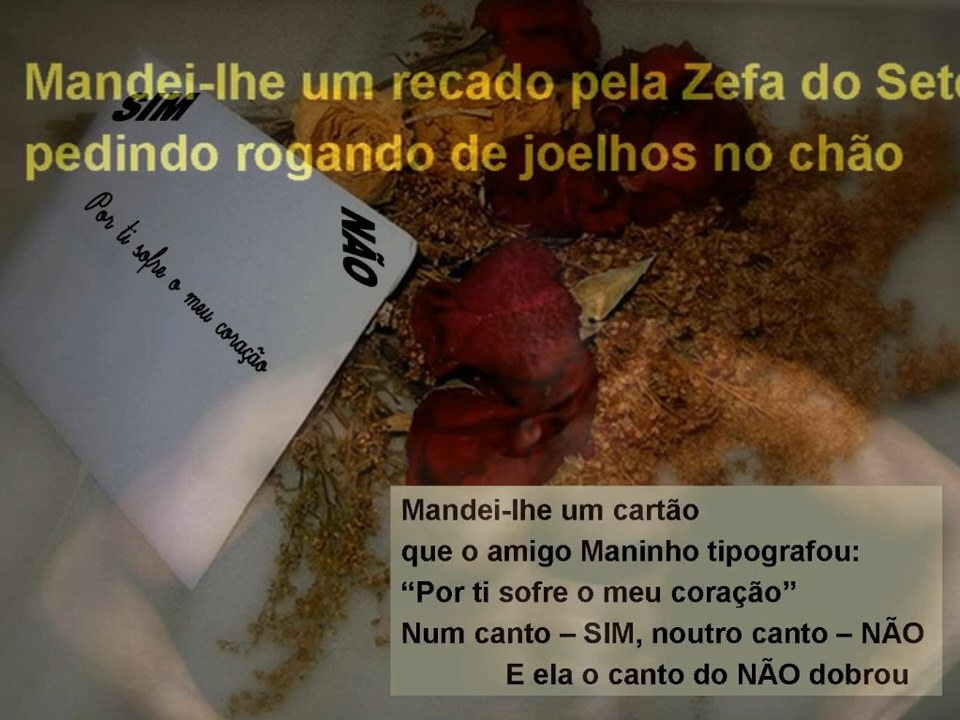 Mandei-lhe um recado pela Zefa do Sete
pedindo rogando de joelhos no chão
SIM
NÃO
Por ti sofre o meu coração
Mandei-lhe um cartão
que o amigo Maninho tipografou:
“Por ti sofre o meu coração”
Num canto – SIM, noutro canto – NÃO
E ela o canto do NÃO dobrou